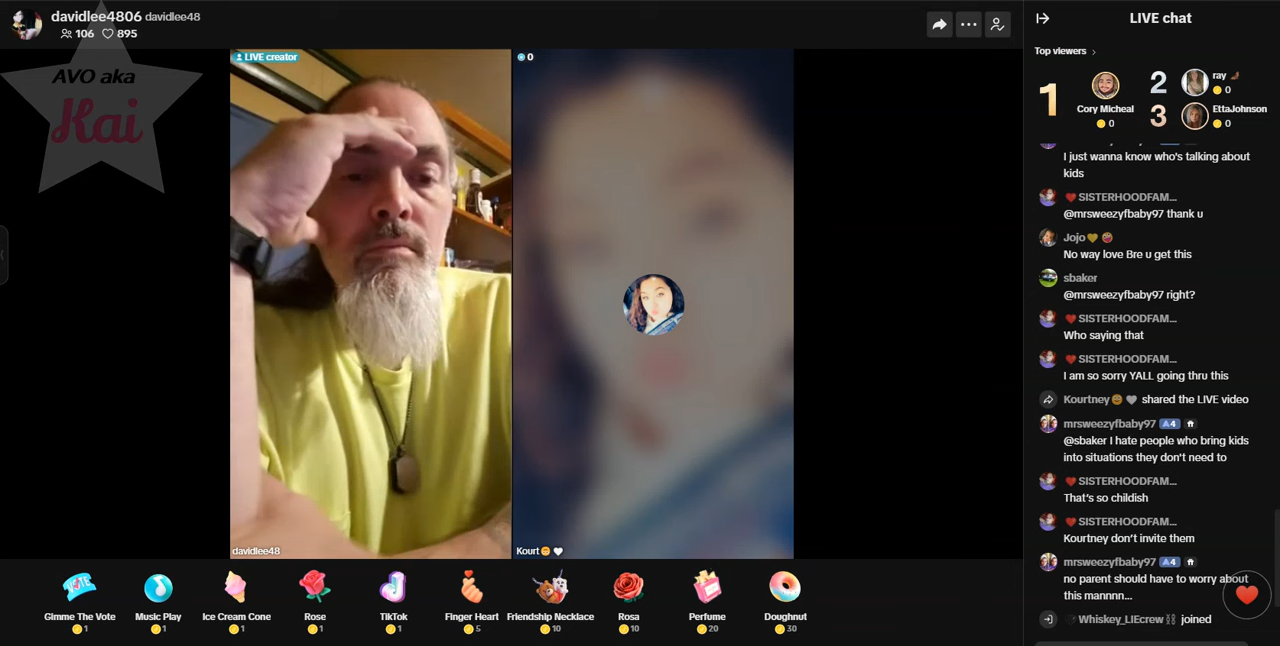 davidlee4806 davidlee48
106 895
AVO aka
Kai
LIVE creator
0
davidlee48
Kourt
Gimme The Vote
1
Music Play
1
Ice Cream Cone
1
Rose
1
TikTok
1
Finger Heart
5
Friendship Necklace
10
Rosa
10
Perfume
20
Doughnut
30
LIVE chat
Top viewers
1
Cory Micheal
0
2
ray
0
3
EttaJohnson
0
I just wanna know who's talking about
kids
SISTERHOODFAM...
@mrsweezyfbaby97 thank u
Jojo
No way love Bre u get this
sbaker
@mrsweezyfbaby97 right?
SISTERHOODFAM...
Who saying that
SISTERHOODFAM...
I am so sorry YALL going thru this
Kourtney shared the LIVE video
mrsweezyfbaby97 4
@sbaker I hate people who bring kids
into situations they don't need to
SISTERHOODFAM...
That's so childish
SISTERHOODFAM...
Kourtney don't invite them
mrsweezyfbaby97 4
no parent should have to worry about
this mannnn...
Whiskey_LIEcrew joined